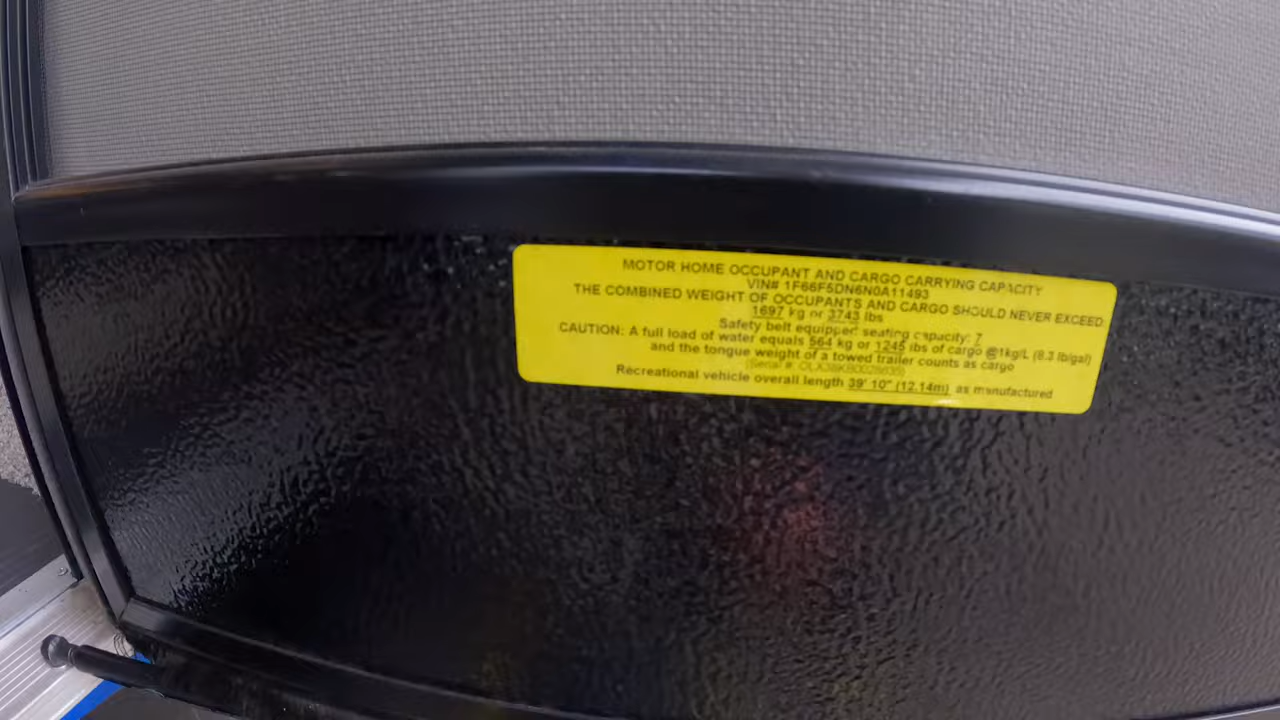 MOTOR HOME OCCUPANT AND CARGO CARRYING CAPACITY
VIN# 1F66F5DN6N0A11493
THE COMBINED WEIGHT OF OCCUPANTS AND CARGO SHOULD NEVER EXCEED:
1697 kg or 3743 lbs
Safety belt equipped seating capacity: 7
CAUTION: A full load of water equals 564 kg or 1245 lbs of cargo @1kg/L (8.3 lb/gal)
and the tongue weight of a towed trailer counts as cargo
(Serial #:
Recreational vehicle overall length 39' 10" (12.14m) as manufactured